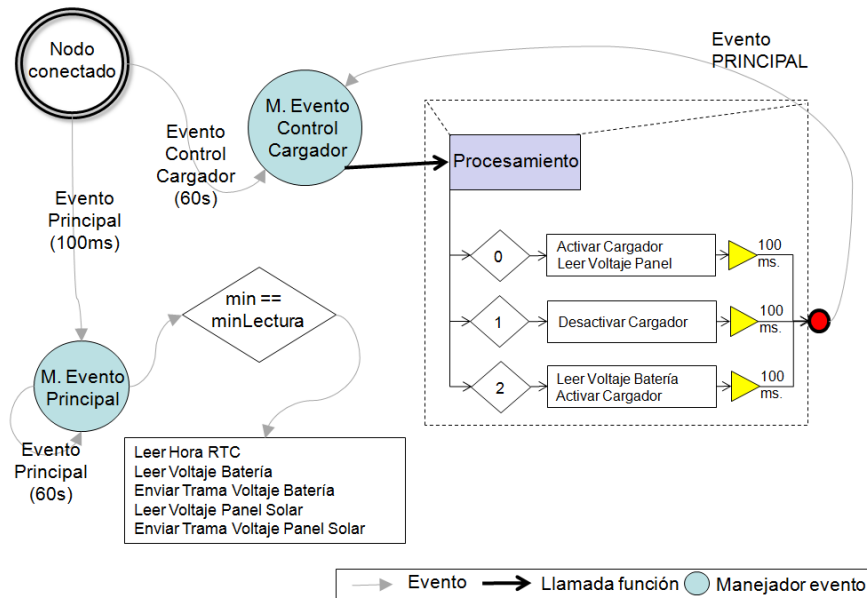 Nodo
conectado
Evento
PRINCIPAL
M. Evento
Control
Cargador
Evento
Control
Cargador
(60s)
Procesamiento
Evento
Principal
(100ms)
0
Activar Cargador
Leer Voltaje Panel
100
ms.
min ==
minLectura
1
Desactivar Cargador
100
ms.
M. Evento
Principal
2
Leer Voltaje Batería
Activar Cargador
100
ms.
Evento
Principal
(60s)
Leer Hora RTC
Leer Voltaje Batería
Enviar Trama Voltaje Batería
Leer Voltaje Panel Solar
Enviar Trama Voltaje Panel Solar
Evento
Llamada función
Manejador evento